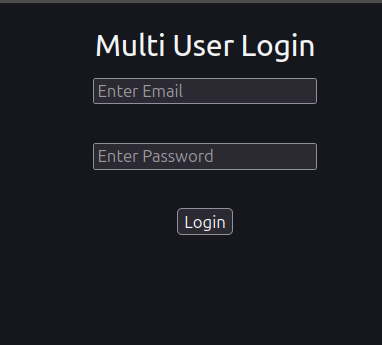 Multi User Login
Enter Email
Enter Password
Login